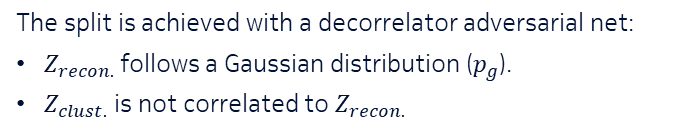 The split is achieved with a decorrelator adversarial net:
• Z_recon. follows a Gaussian distribution (p_g).
• Z_clust. is not correlated to Z_recon.